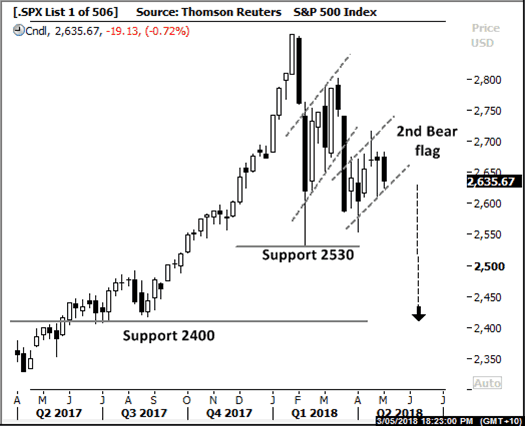 [.SPX List 1 of 506] Source: Thomson Reuters S&P 500 Index
Cndl, 2,635.67, -19.13, (-0.72%)
Price
USD
2,800
2,750
2,700
2nd Bear
flag
2,650
2,635.67
2,600
2,550
Support 2530
2,500
2,450
Support 2400
2,400
2,350
Auto
A M J J A S O N D J F M A M J J
Q2 2017 Q3 2017 Q4 2017 Q1 2018 Q2 2018
3/05/2018 18:23:00 PM (GMT+10)